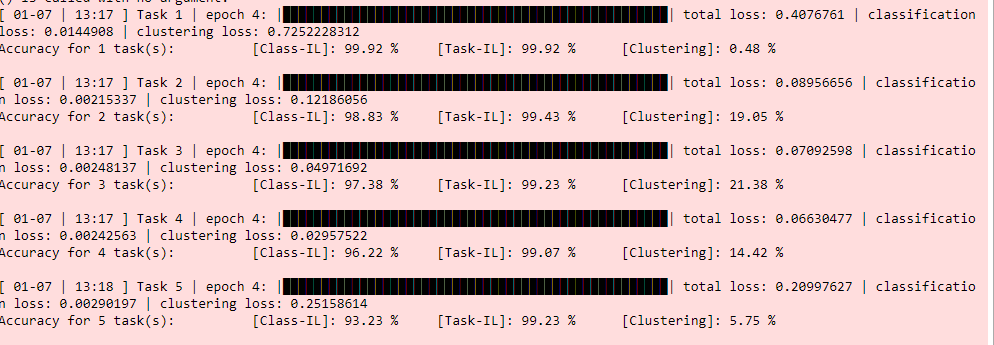 () is called with no argument.
[ 01-07 | 13:17 ] Task 1 | epoch 4: | | total loss: 0.4076761 | classification
loss: 0.0144908 | clustering loss: 0.7252228312
Accuracy for 1 task(s): [Class-IL]: 99.92 % [Task-IL]: 99.92 % [Clustering]: 0.48 %
[ 01-07 | 13:17 ] Task 2 | epoch 4: | | total loss: 0.08956656 | classificatio
n loss: 0.00215337 | clustering loss: 0.12186056
Accuracy for 2 task(s): [Class-IL]: 98.83 % [Task-IL]: 99.43 % [Clustering]: 19.05 %
[ 01-07 | 13:17 ] Task 3 | epoch 4: | | total loss: 0.07092598 | classificatio
n loss: 0.00248137 | clustering loss: 0.04971692
Accuracy for 3 task(s): [Class-IL]: 97.38 % [Task-IL]: 99.23 % [Clustering]: 21.38 %
[ 01-07 | 13:17 ] Task 4 | epoch 4: | | total loss: 0.06630477 | classificatio
n loss: 0.00242563 | clustering loss: 0.02957522
Accuracy for 4 task(s): [Class-IL]: 96.22 % [Task-IL]: 99.07 % [Clustering]: 14.42 %
[ 01-07 | 13:18 ] Task 5 | epoch 4: | | total loss: 0.20997627 | classificatio
n loss: 0.00290197 | clustering loss: 0.25158614
Accuracy for 5 task(s): [Class-IL]: 93.23 % [Task-IL]: 99.23 % [Clustering]: 5.75 %